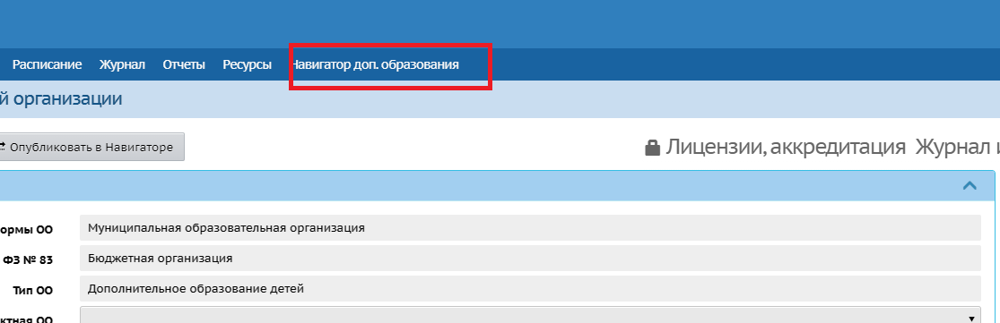 Расписание Журнал Отчеты Ресурсы Навигатор доп. образования
й организации
Опубликовать в Навигаторе
Лицензии, аккредитация Журнал и
ормы ОО Муниципальная образовательная организация
ФЗ № 83 Бюджетная организация
Тип ОО Дополнительное образование детей
ктная ОО